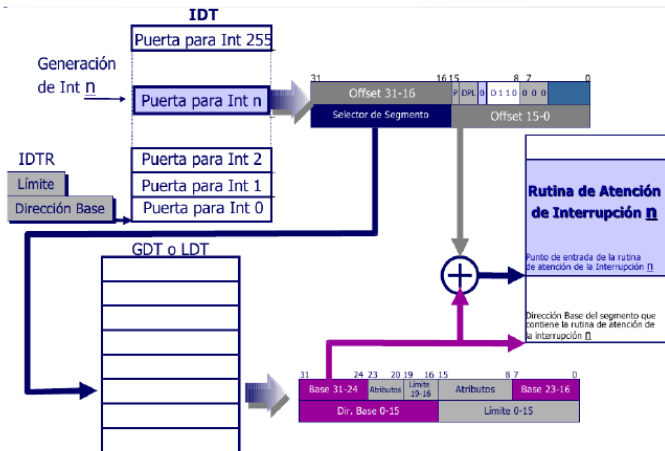 IDT
Puerta para Int 255
Generación
de Int n
Puerta para Int n
31 16 15 8 7 0
Offset 31-16 P DPL 0 D 1 1 0 0 0 0
Selector de Segmento Offset 15-0
IDTR
Límite
Dirección Base
Puerta para Int 2
Puerta para Int 1
Puerta para Int 0
Rutina de Atención
de Interrupción n
Punto de entrada de la rutina
de atención de la Interrupción n
Dirección Base del segmento que
contiene la rutina de atención de
la interrupción n
GDT o LDT
31 24 23 20 19 16 15 8 7 0
Base 31-24 Atributos Límite Atributos Base 23-16
19-16
Dir. Base 0-15 Límite 0-15